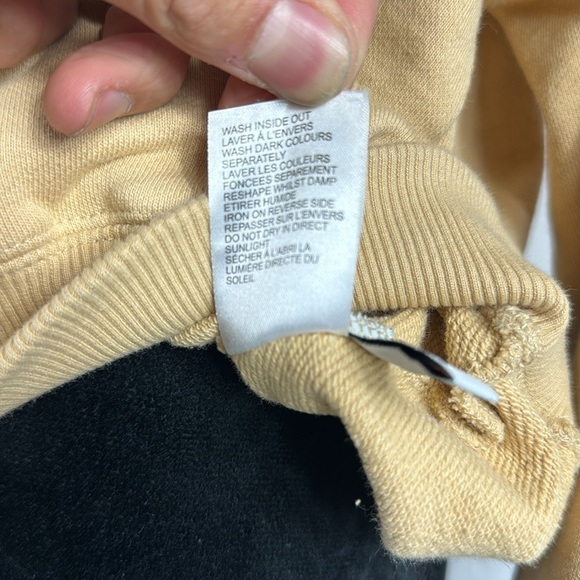 WASH INSIDE OUT
LAVER À L'ENVERS
WASH DARK COLOURS
SEPARATELY
LAVER LES COULEURS
FONCEES SEPAREMENT
RESHAPE WHILST DAMP
ETIRER HUMIDE
IRON ON REVERSE SIDE
REPASSER SUR L'ENVERS
DO NOT DRY IN DIRECT
SUNLIGHT
SÈCHER À L'ABRI LA
LUMIÈRE DIRECTE DU
SOLEIL